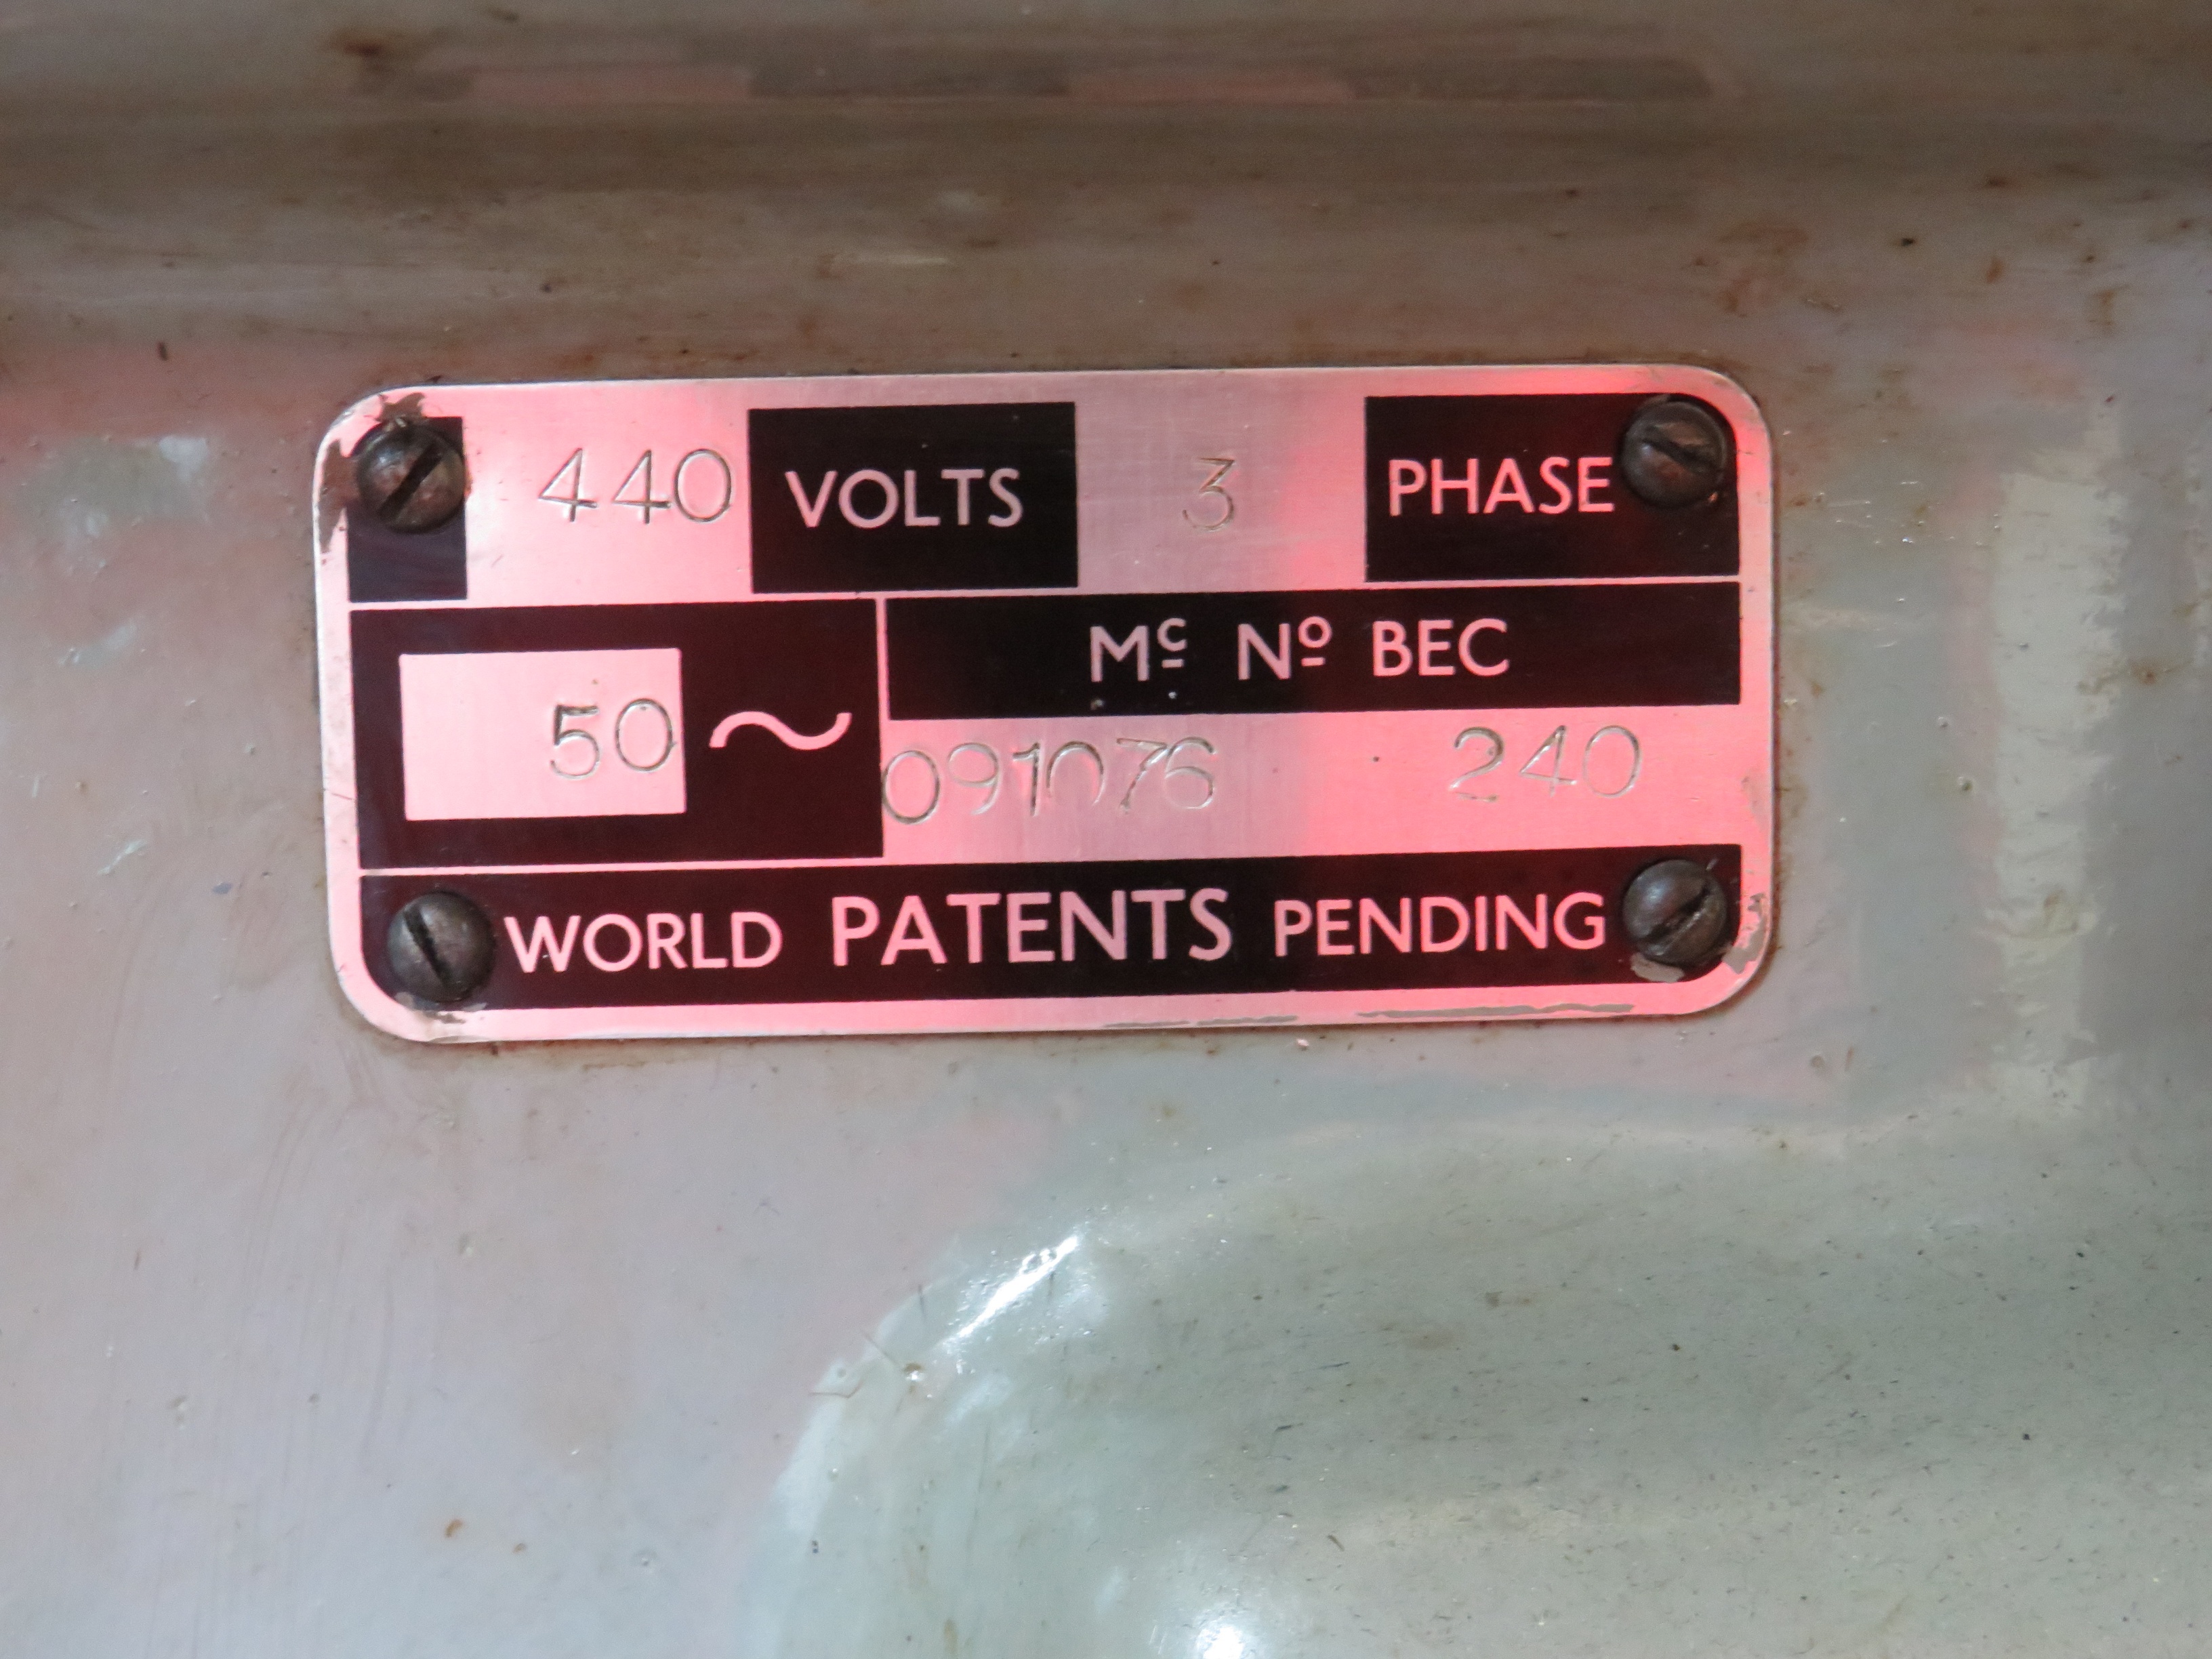 440 VOLTS 3 PHASE
Mc No BEC
50 ~
091076 240
WORLD PATENTS PENDING